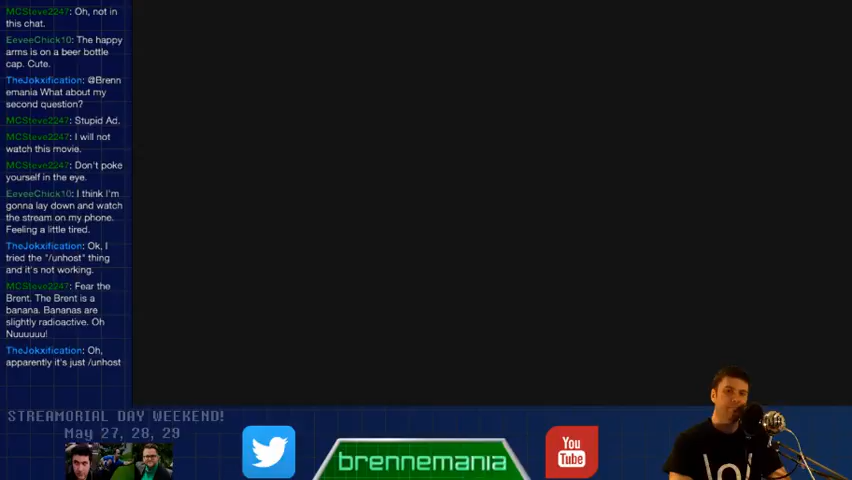 MCSteve2247: Oh, not in
this chat.
EeveeChick10: The happy
arms is on a beer bottle
cap. Cute.
TheJokxification: @Brenn
emania What about my
second question?
MCSteve2247: Stupid Ad.
MCSteve2247: I will not
watch this movie.
MCSteve2247: Don't poke
yourself in the eye.
EeveeChick10: I think I'm
gonna lay down and watch
the stream on my phone.
Feeling a little tired.
TheJokxification: Ok, I
tried the "/unhost" thing
and it's not working.
MCSteve2247: Fear the
Brent. The Brent is a
banana. Bananas are
slightly radioactive. Oh
Nuuuuuu!
TheJokxification: Oh,
apparently it's just /unhost
STREAMORIAL DAY WEEKEND!
May 27, 28, 29
brennemania
You
Tube